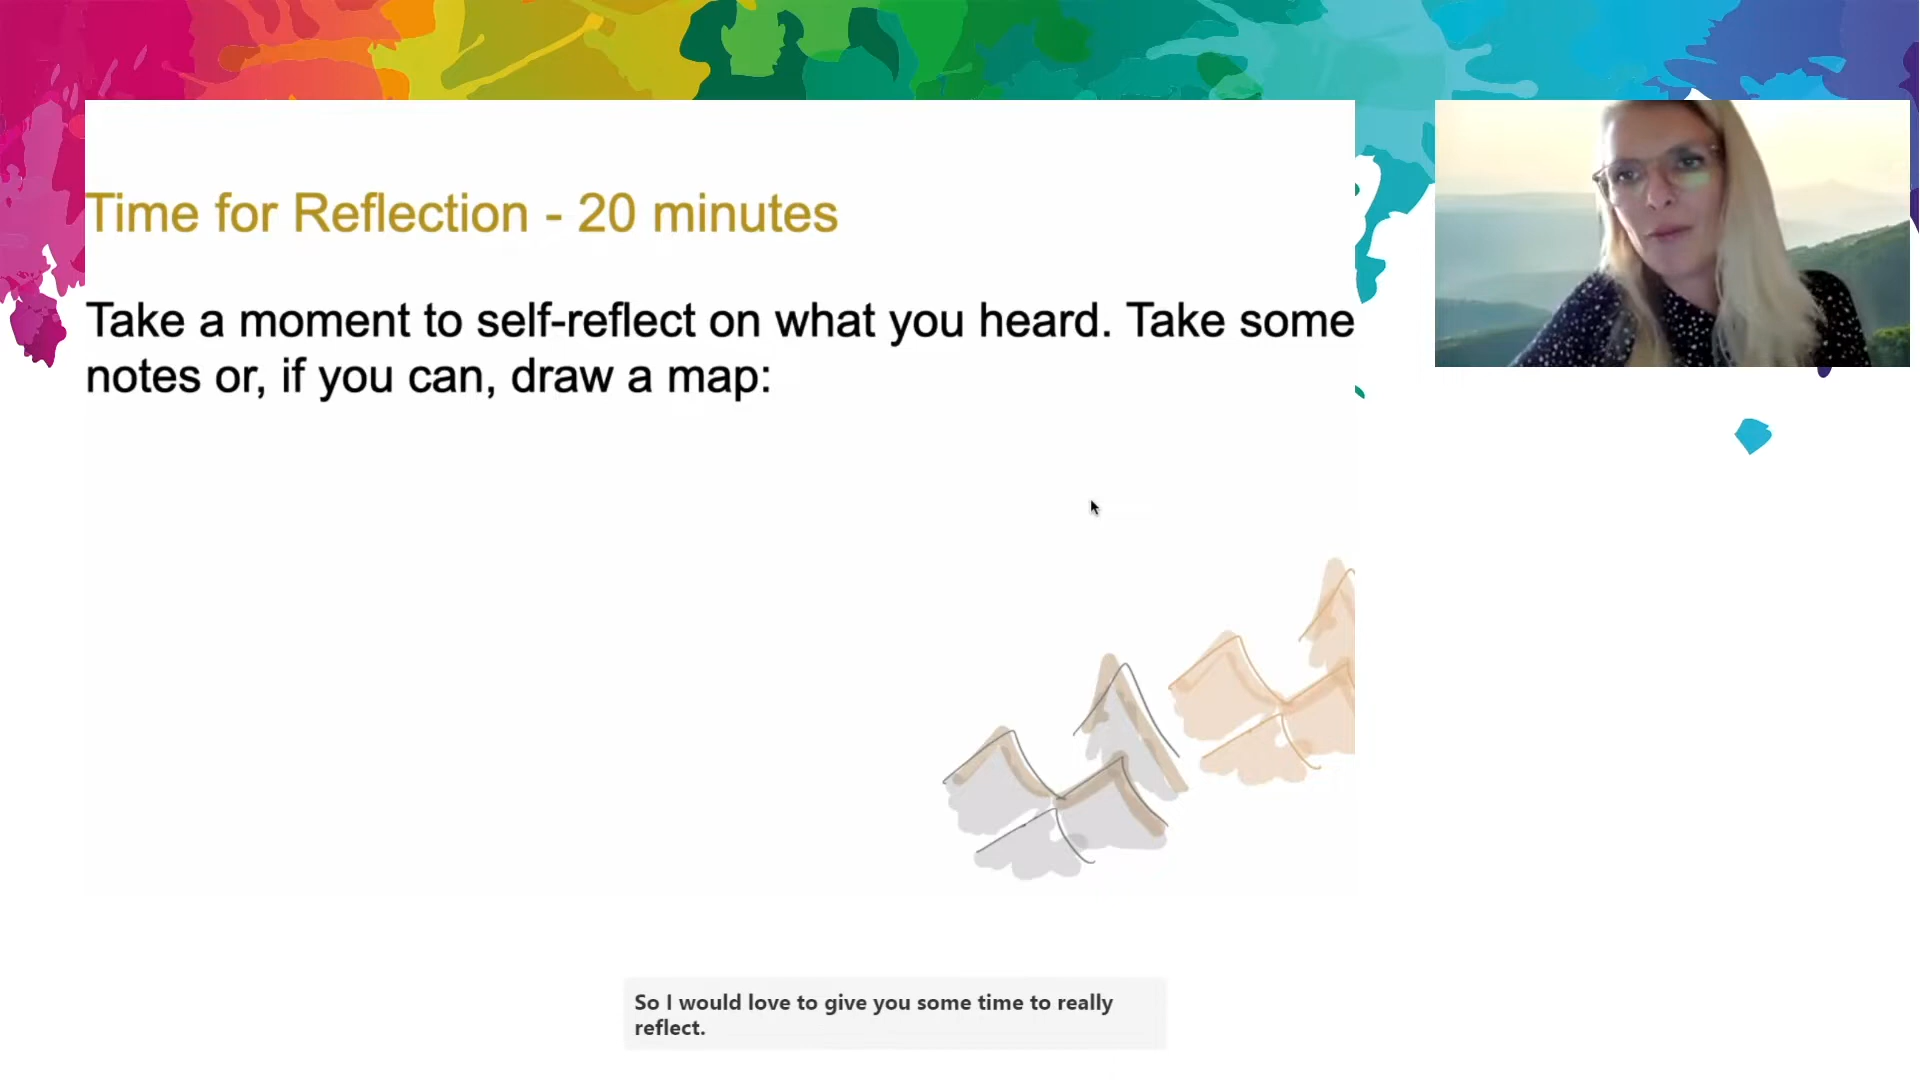 Time for Reflection - 20 minutes
Take a moment to self-reflect on what you heard. Take some
notes or, if you can, draw a map:
So I would love to give you some time to really
reflect.